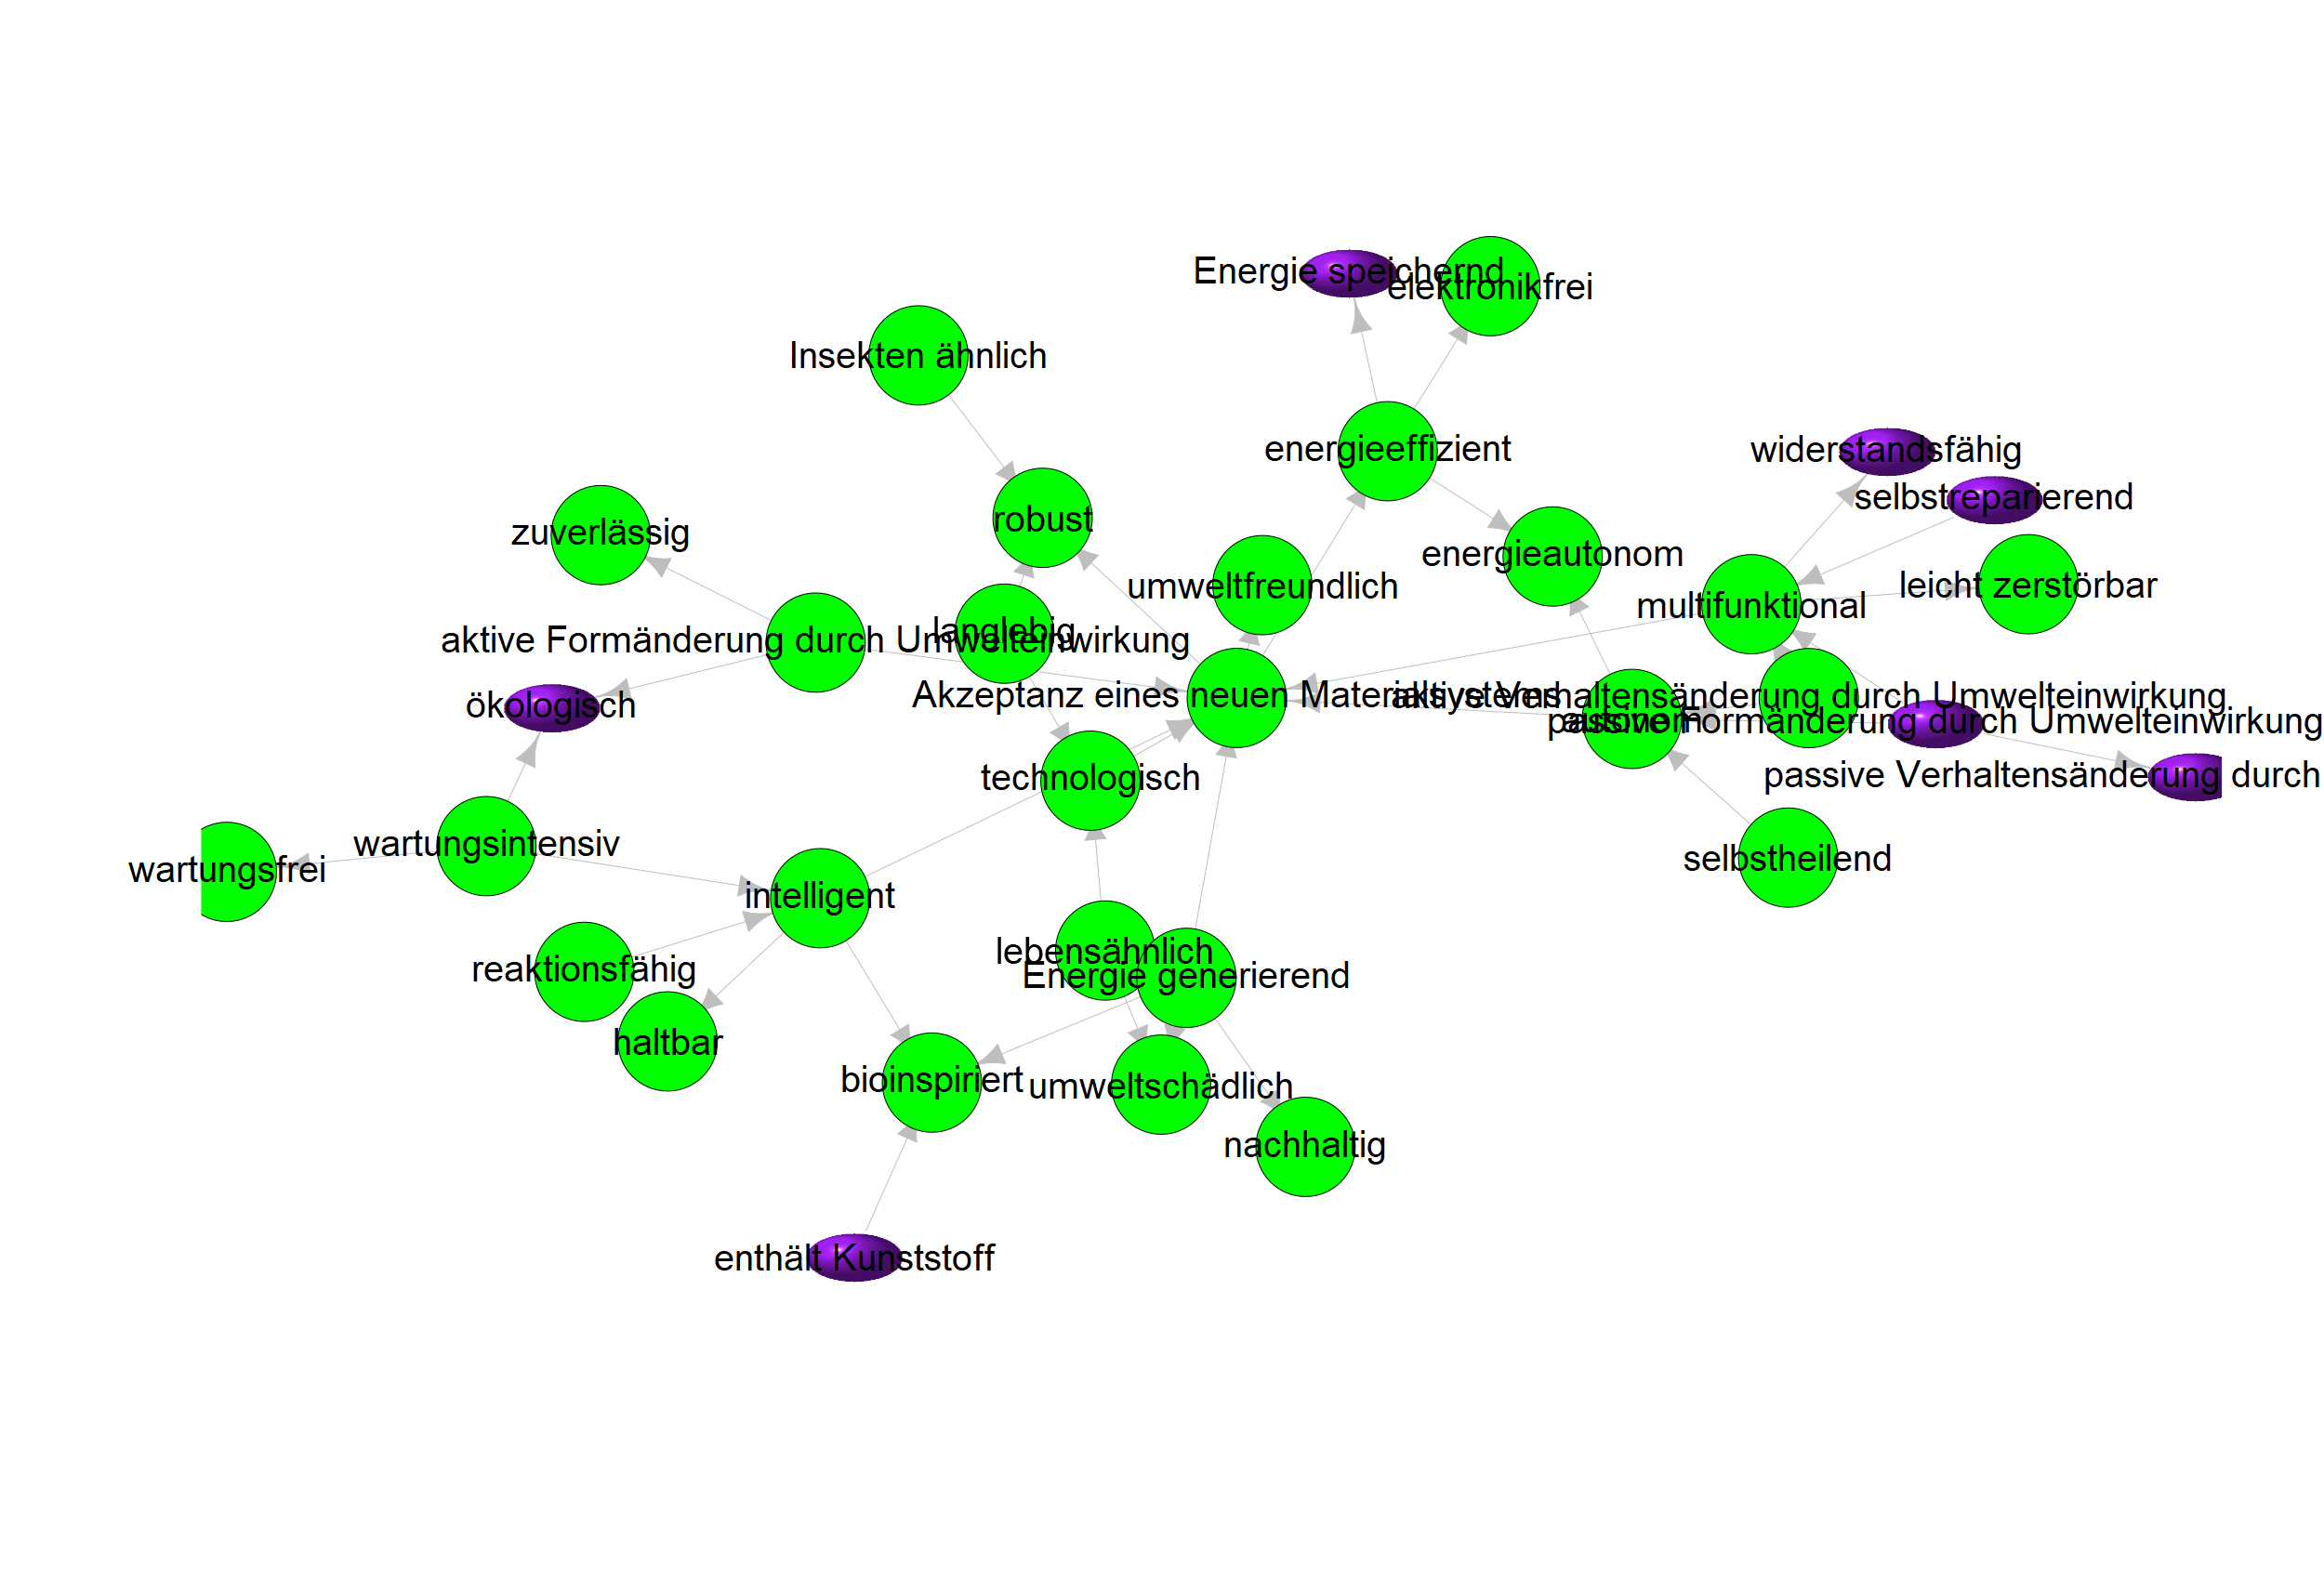 Energie speichernd
elektronikfrei
Insekten ähnlich
energieeffizient
widerstandsfähig
selbstreparierend
robust
zuverlässig
energieautonom
umweltfreundlich
leicht zerstörbar
multifunktional
langlebig
aktive Formänderung durch Umwelteinwirkung
Akzeptanz eines neuen Materialsystems
aktive Verhaltensänderung durch Umwelteinwirkung
ökologisch
autonom
passive Formänderung durch Umwelteinwirkung
technologisch
passive Verhaltensänderung durch
wartungsintensiv
selbstheilend
wartungsfrei
intelligent
lebensähnlich
reaktionsfähig
Energie generierend
haltbar
bioinspiriert
umweltschädlich
nachhaltig
enthält Kunststoff